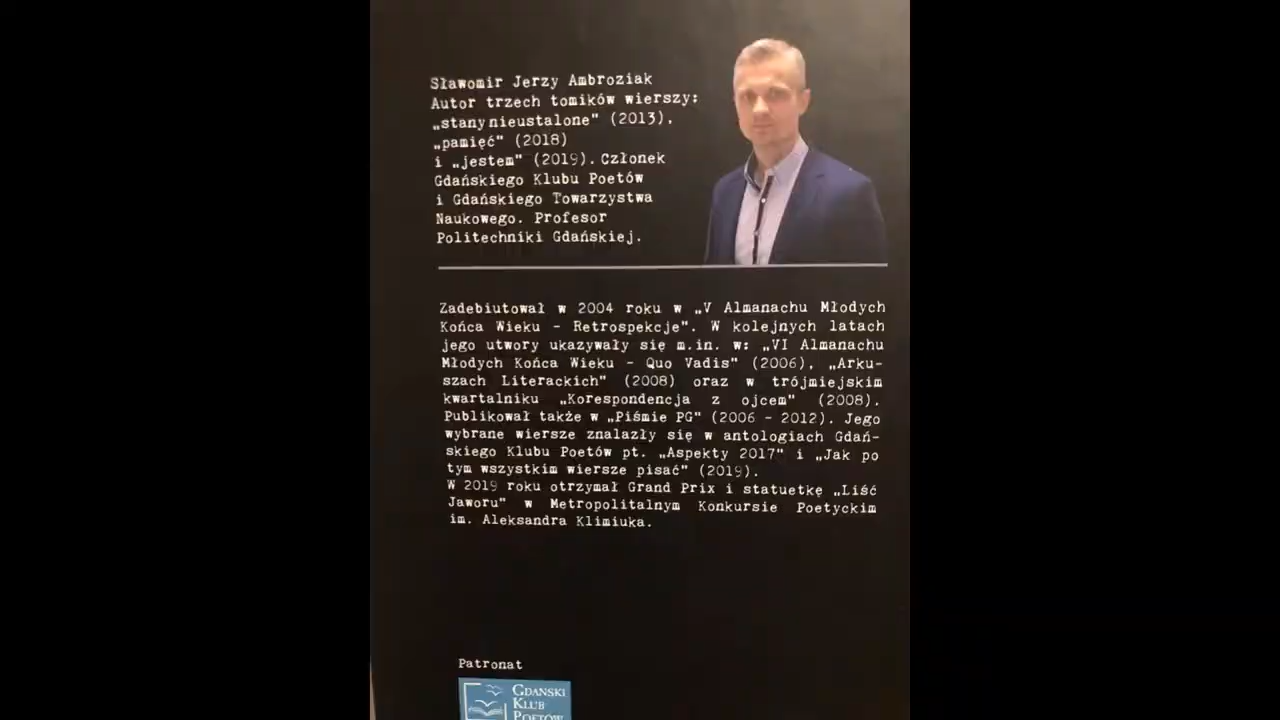 Sławomir Jerzy Ambroziak
Autor trzech tomików wierszy:
„stany nieustalone" (2013),
„pamięć" (2018)
i „jestem" (2019). Członek
Gdańskiego Klubu Poetów
i Gdańskiego Towarzystwa
Naukowego. Profesor
Politechniki Gdańskiej.
Zadebiutował w 2004 roku w „V Almanachu Młodych
Końca Wieku - Retrospekcje". W kolejnych latach
jego utwory ukazywały się m.in. w: „VI Almanachu
Młodych Końca Wieku - Quo Vadis" (2006), „Arku-
szach Literackich" (2008) oraz w trójmiejskim
kwartalniku „Korespondencja z ojcem" (2008).
Publikował także w „Piśmie PG" (2006 - 2012). Jego
wybrane wiersze znalazły się w antologiach Gdań-
skiego Klubu Poetów pt. „Aspekty 2017" i „Jak po
tym wszystkim wiersze pisać" (2019).
W 2019 roku otrzymał Grand Prix i statuetkę „Liść
Jaworu" w Metropolitalnym Konkursie Poetyckim
im. Aleksandra Klimiuka.
Patronat
GDAŃSKI
KLUB
POETÓW